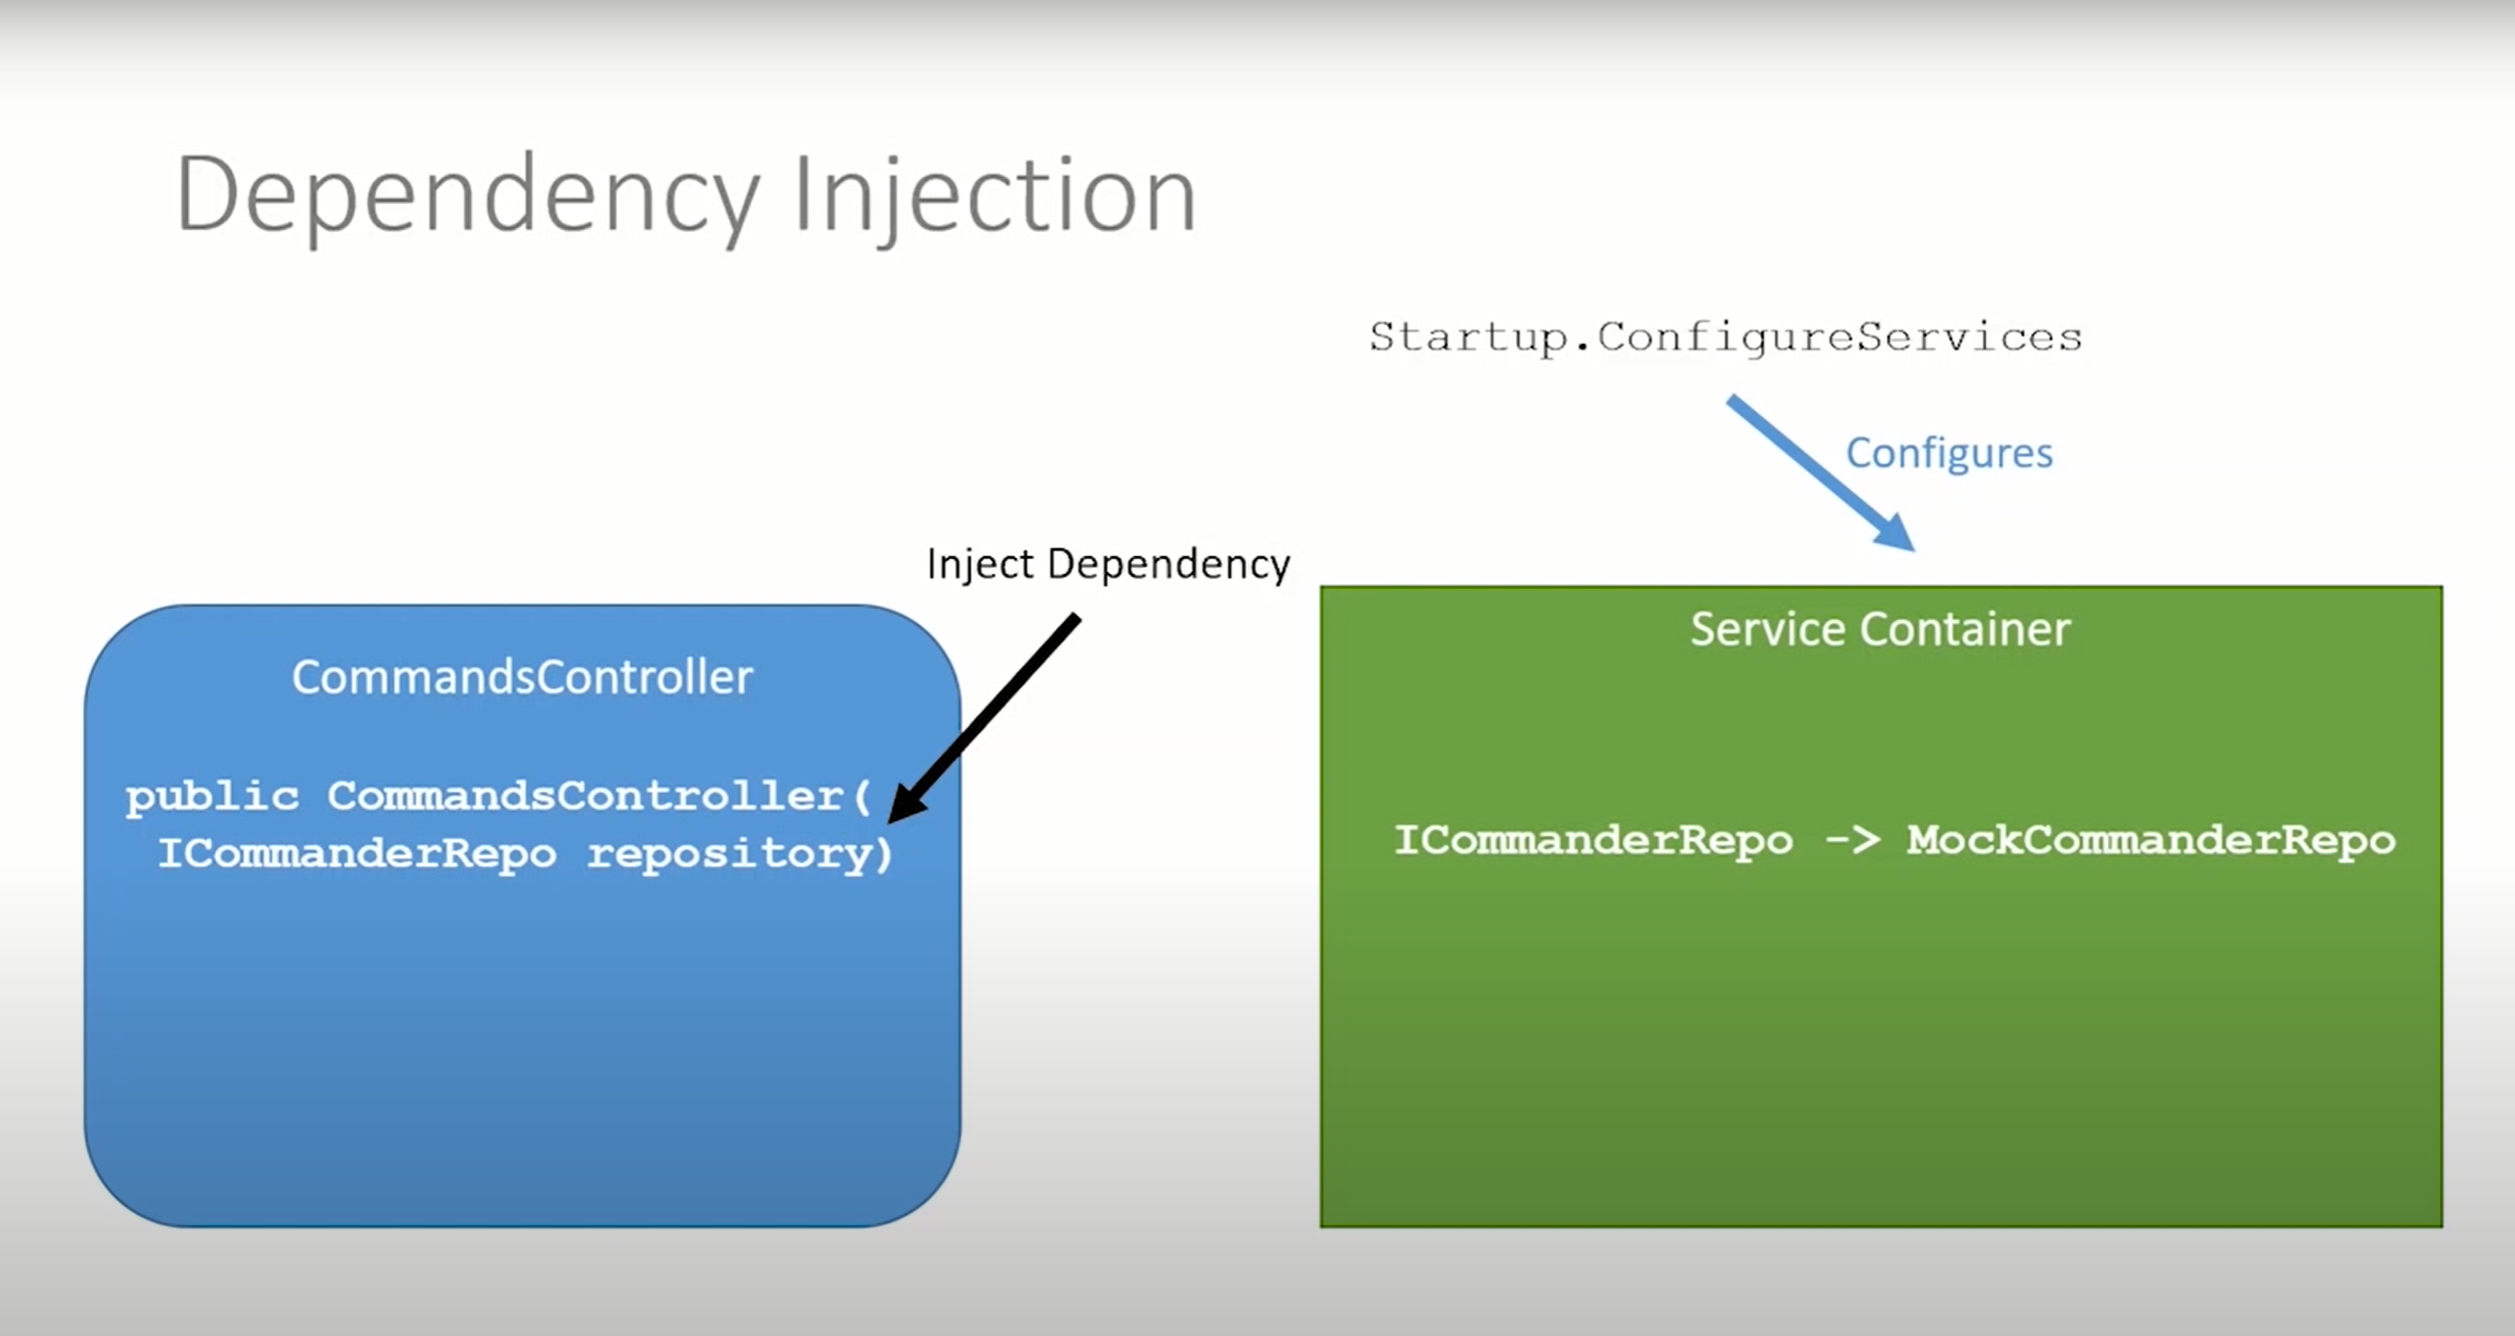 Dependency Injection
Startup.ConfigureServices
Configures
Inject Dependency
CommandsController
public CommandsController(
ICommanderRepo repository)
Service Container
ICommanderRepo -> MockCommanderRepo